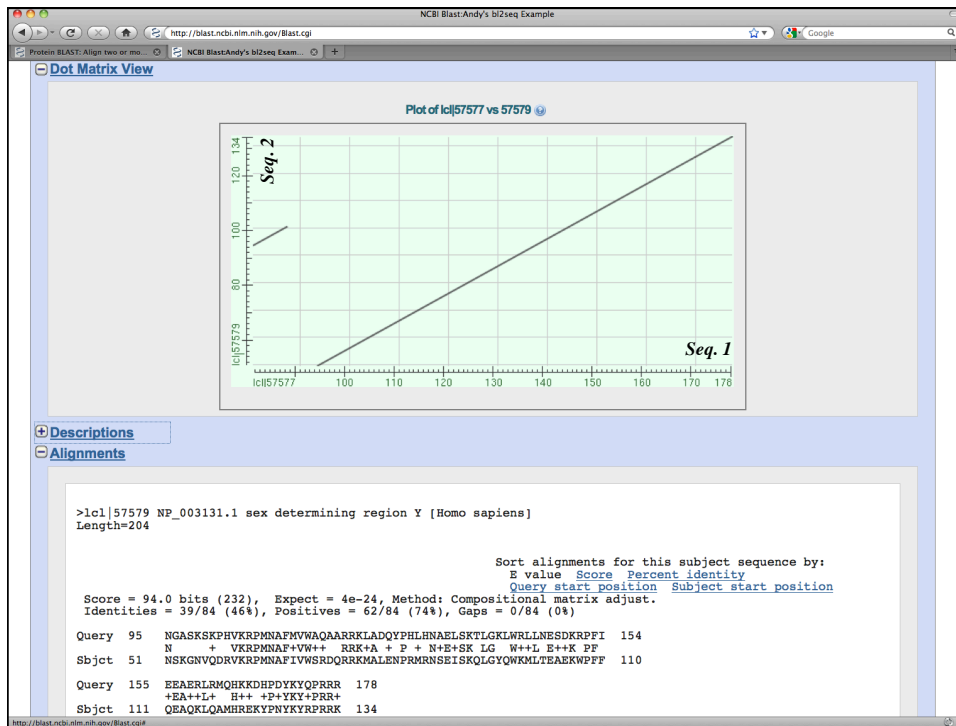 NCBI Blast:Andy's bl2seq Example
http://blast.ncbi.nlm.nih.gov/Blast.cgi
Google
Protein BLAST: Align two or mo...
NCBI Blast:Andy's bl2seq Exam...
Dot Matrix View
Plot of lcl|57577 vs 57579
134
120
100
80
lcl|57579
Seq. 2
Seq. 1
lcl|57577 100 110 120 130 140 150 160 170 178
Descriptions
Alignments
>lcl|57579 NP_003131.1 sex determining region Y [Homo sapiens]
Length=204
Sort alignments for this subject sequence by:
E value Score Percent identity
Query start position Subject start position
Score = 94.0 bits (232), Expect = 4e-24, Method: Compositional matrix adjust.
Identities = 39/84 (46%), Positives = 62/84 (74%), Gaps = 0/84 (0%)
Query 95 NGASKSKPHVKRPMNAFMVWAQAARRKLADQYPHLHNAELSKTLGKLWRLLNESDKRPFI 154
N + VKRPMNAF+VW++ RRK+A + P + N+E+SK LG W++L E++K PF
Sbjct 51 NSKGNVQDRVKRPMNAFIVWSRDQRRKMALENPRMRNSEISKQLGYQWKMLTEAEKWPFF 110
Query 155 EEAERLRMQHKKDHPDYKYQPRRR 178
+EA++L+ H++ +P+YKY+PRR+
Sbjct 111 QEAQKLQAMHREKYPNYKYRPRRK 134
http://blast.ncbi.nlm.nih.gov/Blast.cgi#